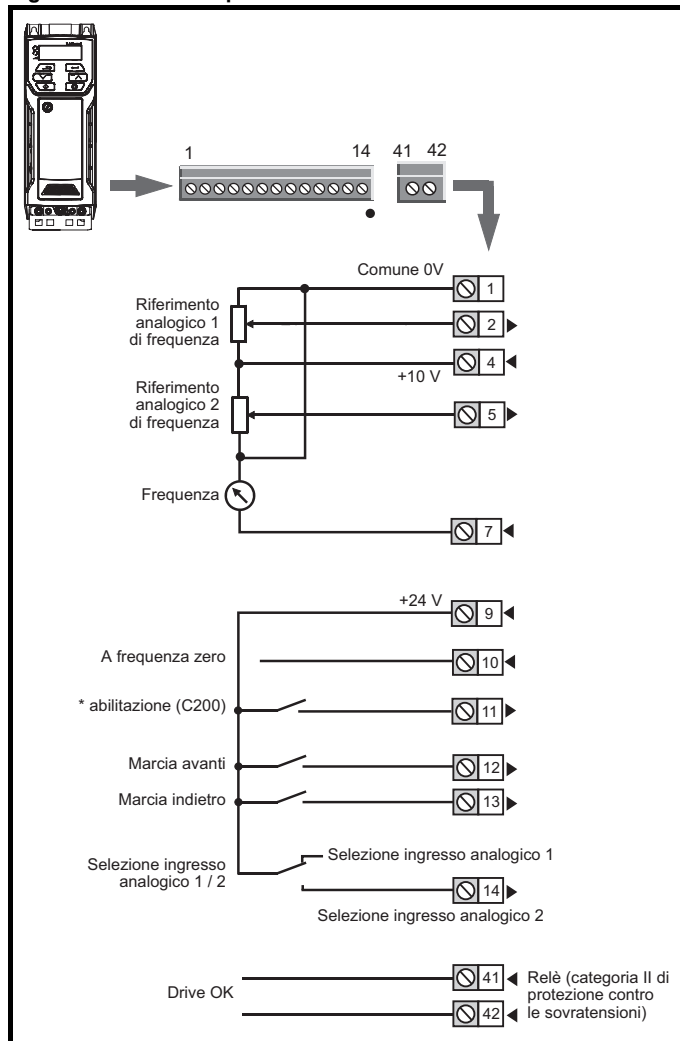 1
14
41
42
Comune 0V
1
Riferimento
analogico 1
di frequenza
2
4
+10 V
Riferimento
analogico 2
di frequenza
5
Frequenza
7
+24 V
9
A frequenza zero
10
* abilitazione (C200)
11
Marcia avanti
12
Marcia indietro
13
Selezione ingresso
analogico 1 / 2
Selezione ingresso analogico 1
14
Selezione ingresso analogico 2
Drive OK
41
42
Relè (categoria II di
protezione contro
le sovratensioni)